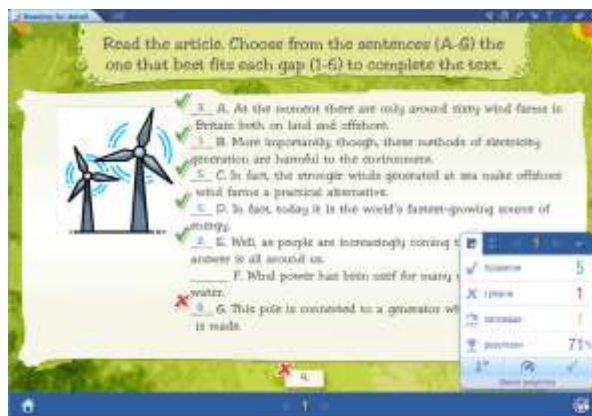 Reading for detail
Read the article. Choose from the sentences (A-G) the
one that best fits each gap (1-6) to complete the text.
A. At the moment there are only around sixty wind farms in
Britain both on land and offshore.
B. More importantly, though, these methods of electricity
generation are harmful to the environment.
C. In fact, the stronger winds generated at sea make offshore
wind farms a practical alternative.
D. In fact, today it is the world's fastest-growing source of
energy.
E. Well, as people are increasingly coming
answer is all around us.
F. Wind power has been used for many
water.
G. This pole is connected to a generator
is made.
5
1
1
71%
4
1